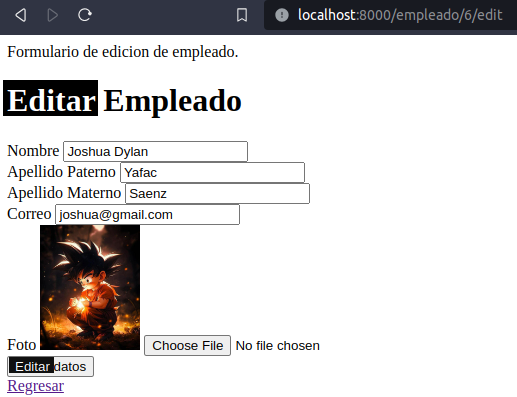 localhost:8000/empleado/6/edit
Formulario de edicion de empleado.
Editar Empleado
Nombre Joshua Dylan
Apellido Paterno Yafac
Apellido Materno Saenz
Correo joshua@gmail.com
Foto Choose File No file chosen
Editar datos
Regresar